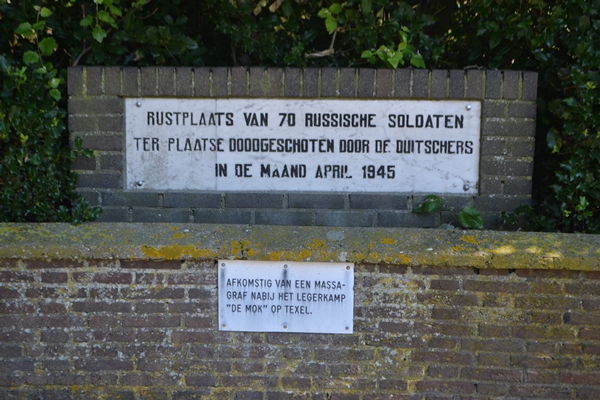 RUSTPLAATS VAN 70 RUSSISCHE SOLDATEN
TER PLAATSE DOODGESCHOTEN DOOR DE DUITSCHERS
IN DE MAAND APRIL 1945
AFKOMSTIG VAN EEN MASSA-
GRAF NABIJ HET LEGERKAMP
"DE MOK" OP TEXEL.